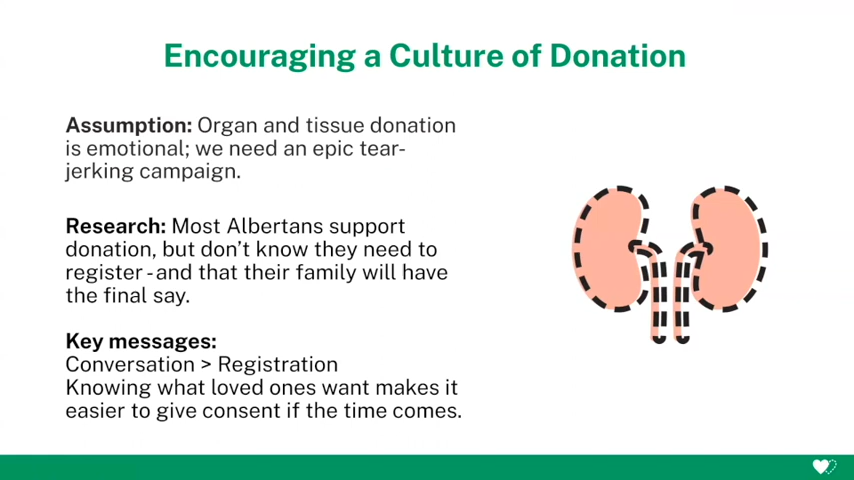 Encouraging a Culture of Donation
Assumption: Organ and tissue donation
is emotional; we need an epic tear-
jerking campaign.
Research: Most Albertans support
donation, but don't know they need to
register - and that their family will have
the final say.
Key messages:
Conversation > Registration
Knowing what loved ones want makes it
easier to give consent if the time comes.